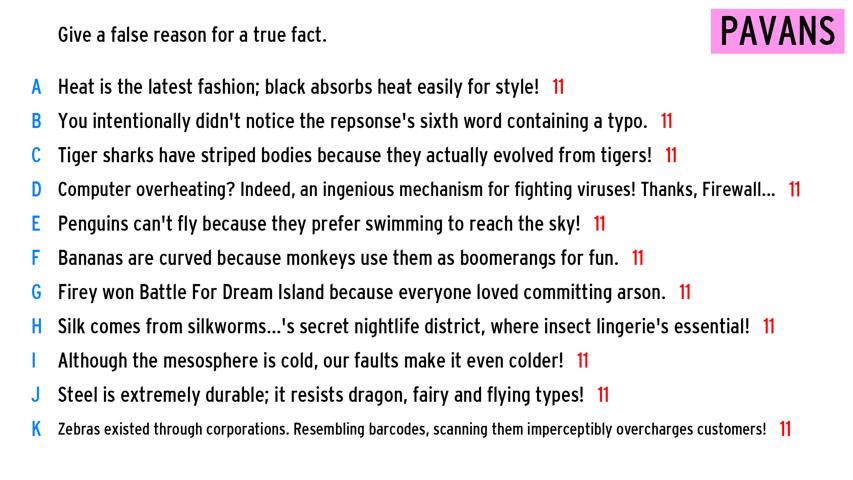 Give a false reason for a true fact.
PAVANS
A Heat is the latest fashion; black absorbs heat easily for style! 11
B You intentionally didn't notice the repsonse's sixth word containing a typo. 11
C Tiger sharks have striped bodies because they actually evolved from tigers! 11
D Computer overheating? Indeed, an ingenious mechanism for fighting viruses! Thanks, Firewall... 11
E Penguins can't fly because they prefer swimming to reach the sky! 11
F Bananas are curved because monkeys use them as boomerangs for fun. 11
G Firey won Battle For Dream Island because everyone loved committing arson. 11
H Silk comes from silkworms...'s secret nightlife district, where insect lingerie's essential! 11
I Although the mesosphere is cold, our faults make it even colder! 11
J Steel is extremely durable; it resists dragon, fairy and flying types! 11
K Zebras existed through corporations. Resembling barcodes, scanning them imperceptibly overcharges customers! 11